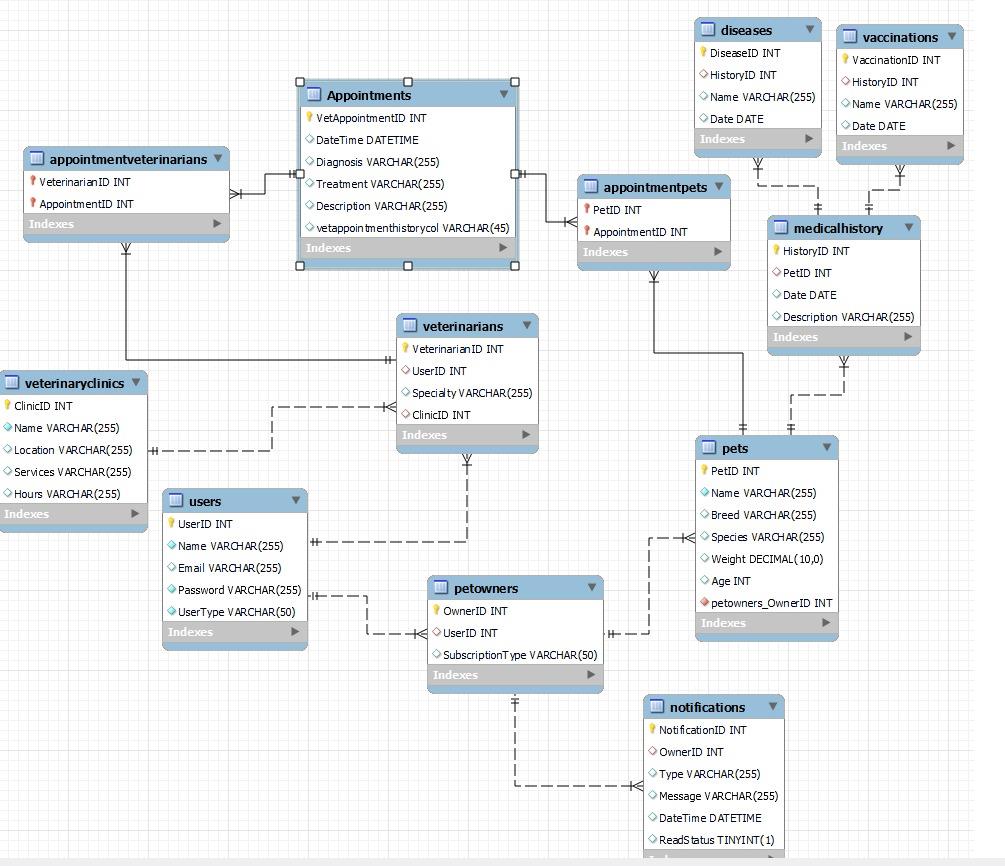 diseases
DiseaseID INT
HistoryID INT
Name VARCHAR(255)
Date DATE
Indexes
vaccinations
VaccinationID INT
HistoryID INT
Name VARCHAR(255)
Date DATE
Indexes
Appointments
VetAppointmentID INT
DateTime DATETIME
Diagnosis VARCHAR(255)
Treatment VARCHAR(255)
Description VARCHAR(255)
vetappointmenthistorycol VARCHAR(45)
Indexes
appointmentveterinarians
VeterinarianID INT
AppointmentID INT
Indexes
appointmentpets
PetID INT
AppointmentID INT
Indexes
medicalhistory
HistoryID INT
PetID INT
Date DATE
Description VARCHAR(255)
Indexes
veterinarians
VeterinarianID INT
UserID INT
Specialty VARCHAR(255)
ClinicID INT
Indexes
veterinaryclinics
ClinicID INT
Name VARCHAR(255)
Location VARCHAR(255)
Services VARCHAR(255)
Hours VARCHAR(255)
Indexes
users
UserID INT
Name VARCHAR(255)
Email VARCHAR(255)
Password VARCHAR(255)
UserType VARCHAR(50)
Indexes
pets
PetID INT
Name VARCHAR(255)
Breed VARCHAR(255)
Species VARCHAR(255)
Weight DECIMAL(10,0)
Age INT
petowners_OwnerID INT
Indexes
petowners
OwnerID INT
UserID INT
SubscriptionType VARCHAR(50)
Indexes
notifications
NotificationID INT
OwnerID INT
Type VARCHAR(255)
Message VARCHAR(255)
DateTime DATETIME
ReadStatus TINYINT(1)